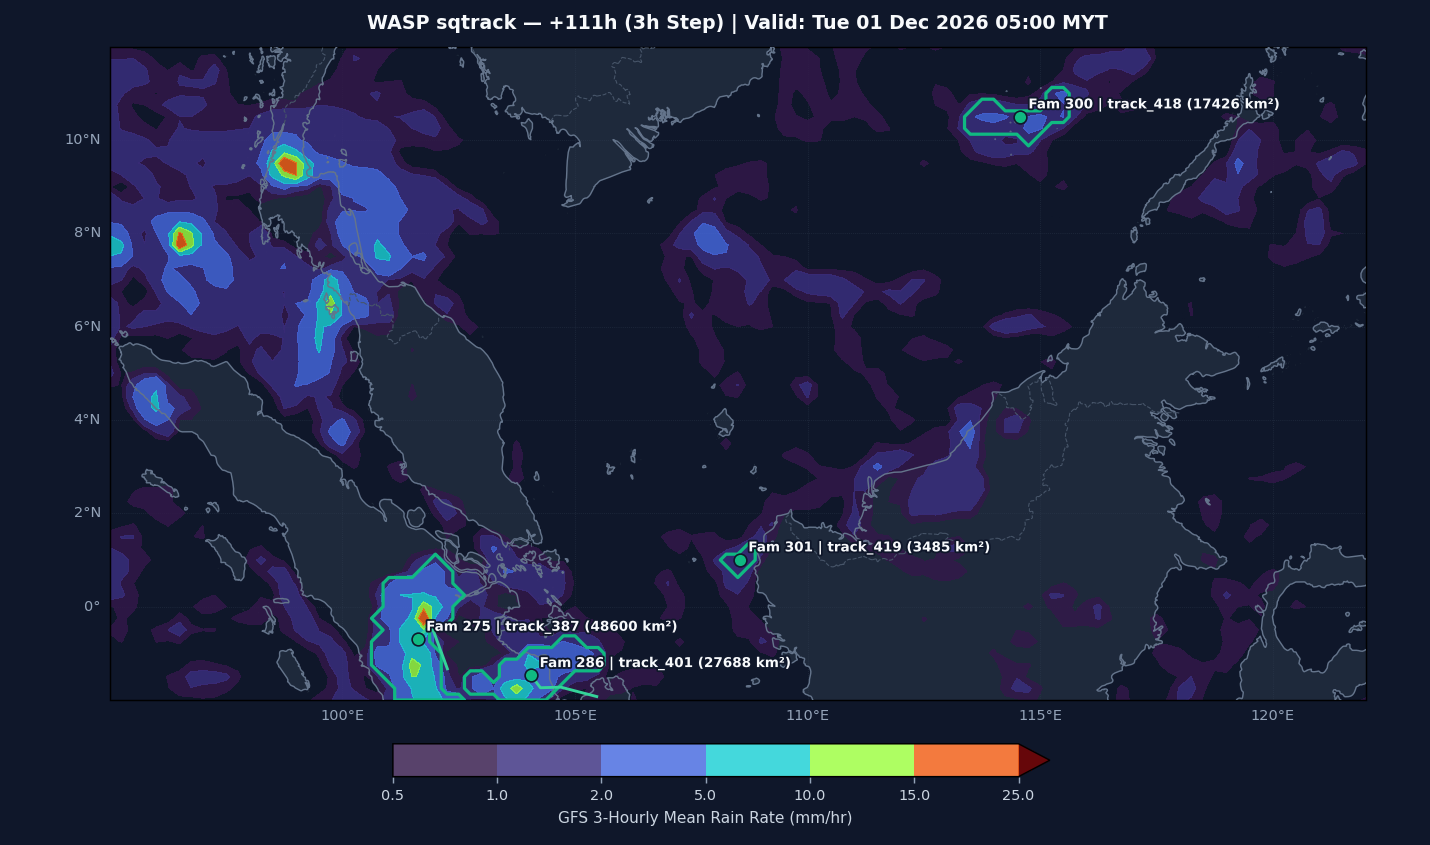 WASP sqtrack — +111h (3h Step) | Valid: Tue 01 Dec 2026 05:00 MYT
Fam 300 | track_418 (17426 km²)
10°N
8°N
6°N
4°N
2°N
Fam 301 | track_419 (3485 km²)
0°
Fam 275 | track_387 (48600 km²)
Fam 286 | track_401 (27688 km²)
100°E 105°E 110°E 115°E 120°E
0.5 1.0 2.0 5.0 10.0 15.0 25.0
GFS 3-Hourly Mean Rain Rate (mm/hr)